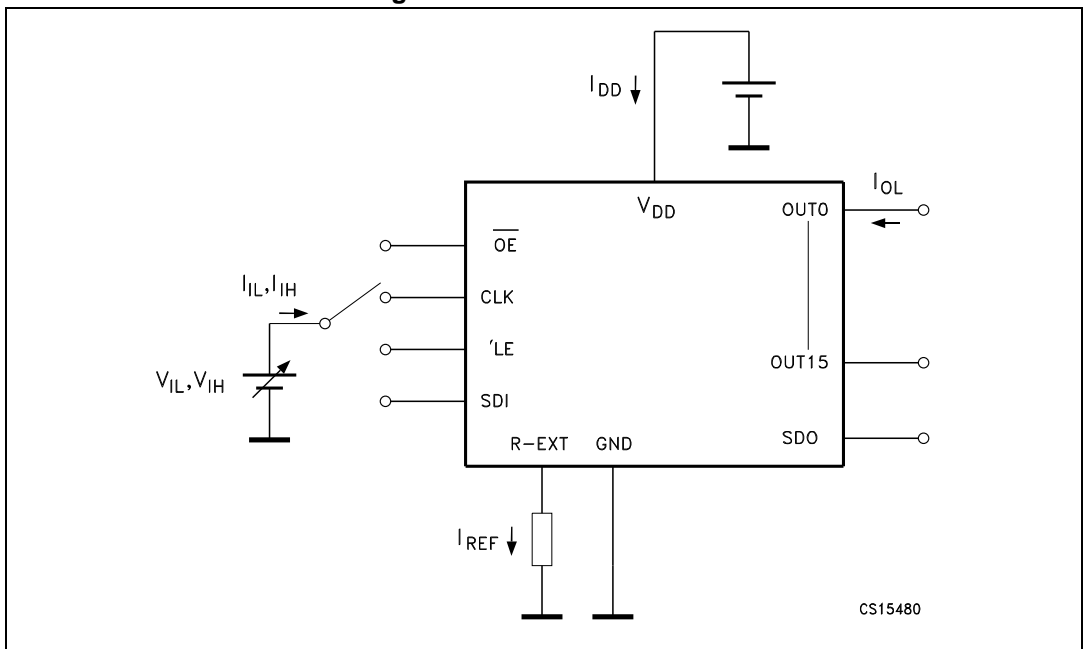 I_DD
V_DD
OUT0
I_OL
OE
I_IL,I_IH
CLK
'LE
OUT15
V_IL,V_IH
SDI
SDO
R-EXT
GND
I_REF
CS15480